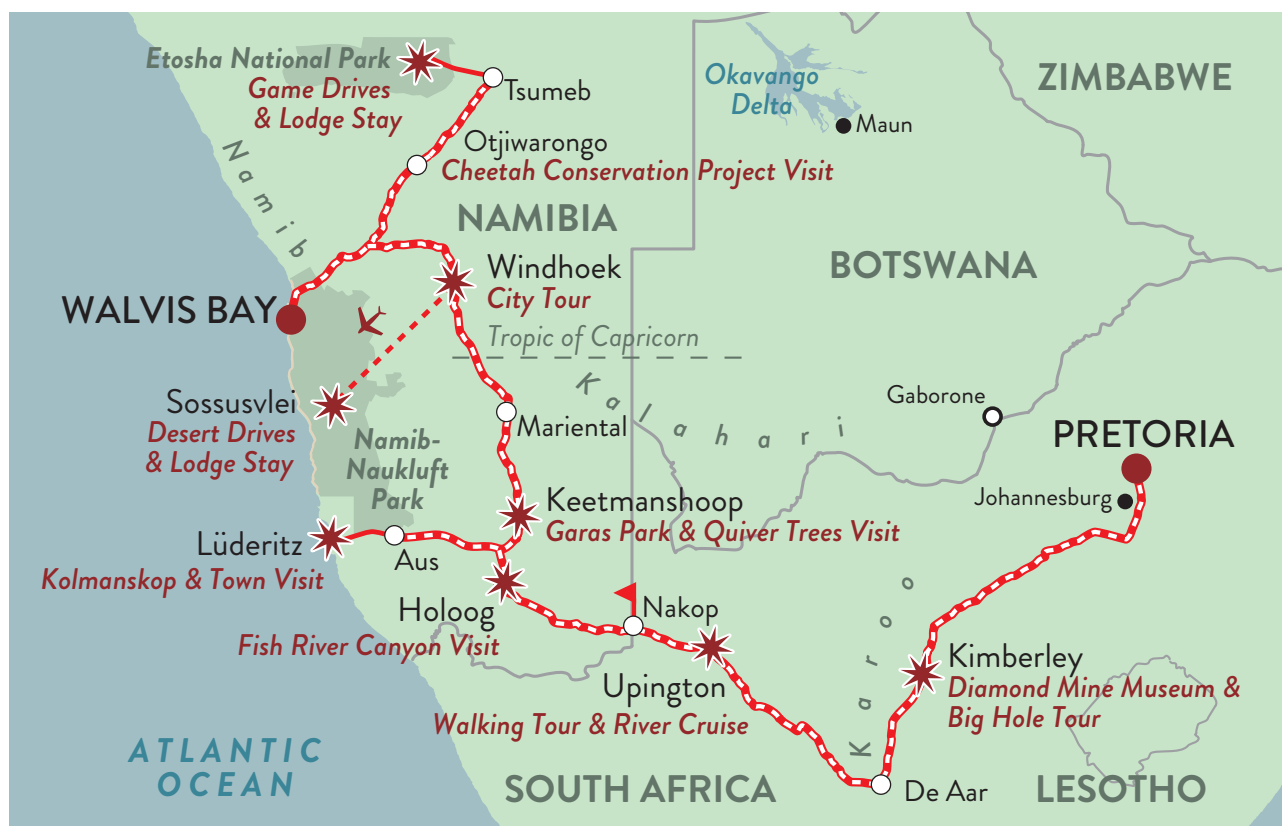 Etosha National Park
Game Drives
& Lodge Stay
Tsumeb
Okavango
Delta
Maun
ZIMBABWE
Otjiwarongo
Cheetah Conservation Project Visit
Namib
NAMIBIA
BOTSWANA
Windhoek
City Tour
WALVIS BAY
Tropic of Capricorn
Kalahari
Sossusvlei
Desert Drives
& Lodge Stay
Namib-
Naukluft
Park
Mariental
Gaborone
PRETORIA
Johannesburg
Keetmanshoop
Garas Park & Quiver Trees Visit
Lüderitz
Kolmanskop & Town Visit
Aus
Holoog
Fish River Canyon Visit
Nakop
Upington
Walking Tour & River Cruise
Karoo
Kimberley
Diamond Mine Museum &
Big Hole Tour
ATLANTIC
OCEAN
SOUTH AFRICA
De Aar
LESOTHO